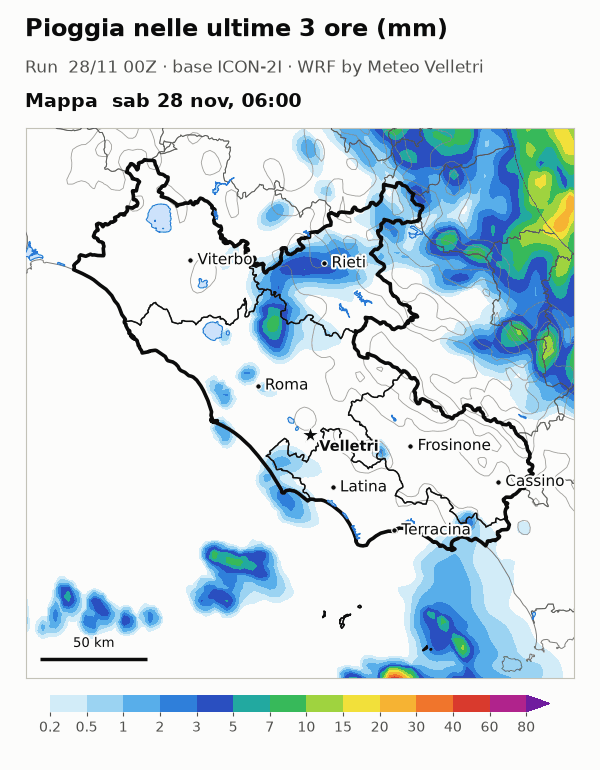 Pioggia nelle ultime 3 ore (mm)
Run  28/11 00Z · base ICON-2I · WRF by Meteo Velletri
Mappa  sab 28 nov, 06:00
Viterbo
Rieti
Roma
Velletri
Frosinone
Cassino
Latina
Terracina
50 km
0.2 0.5 1 2 3 5 7 10 15 20 30 40 60 80